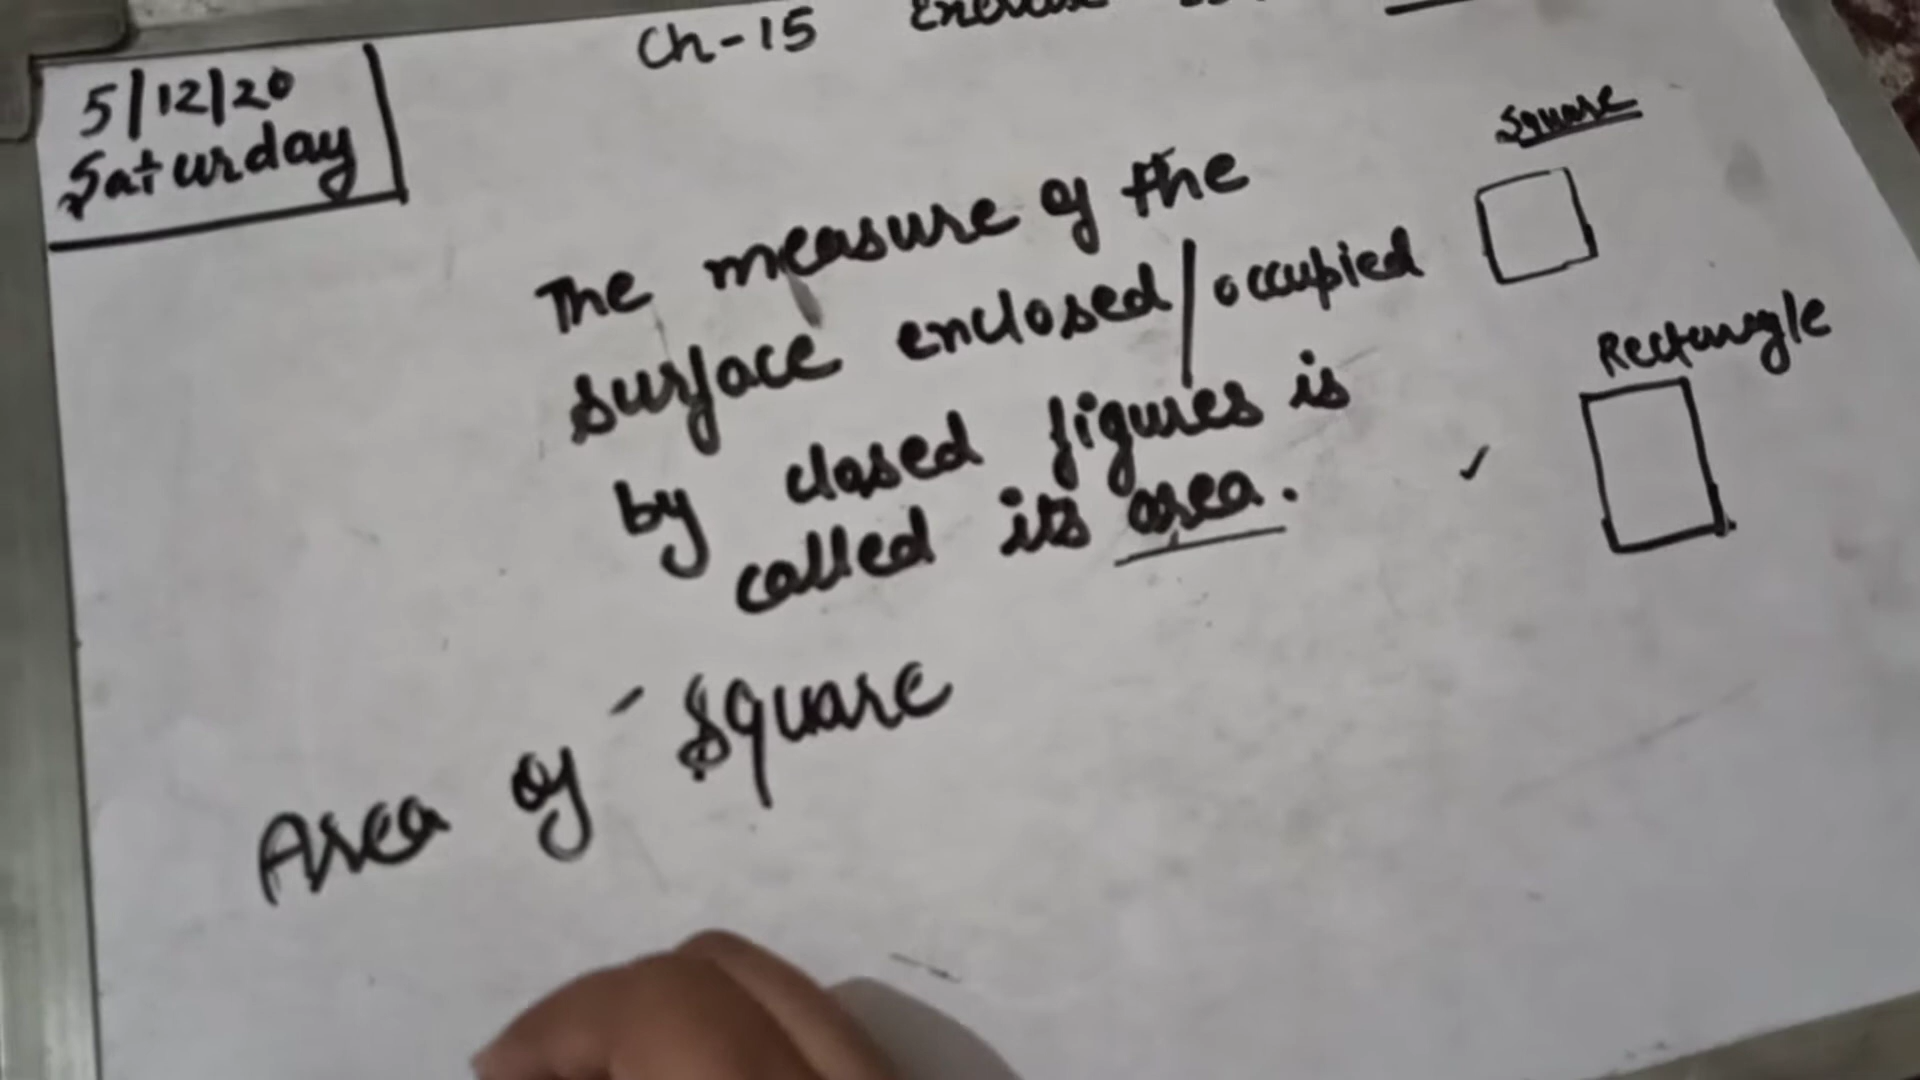 Ch-15 Exercise
5/12/20
Saturday
The measure of the
surface enclosed/occupied
by closed figures is
called its area.
Square
Rectangle
Area of Square